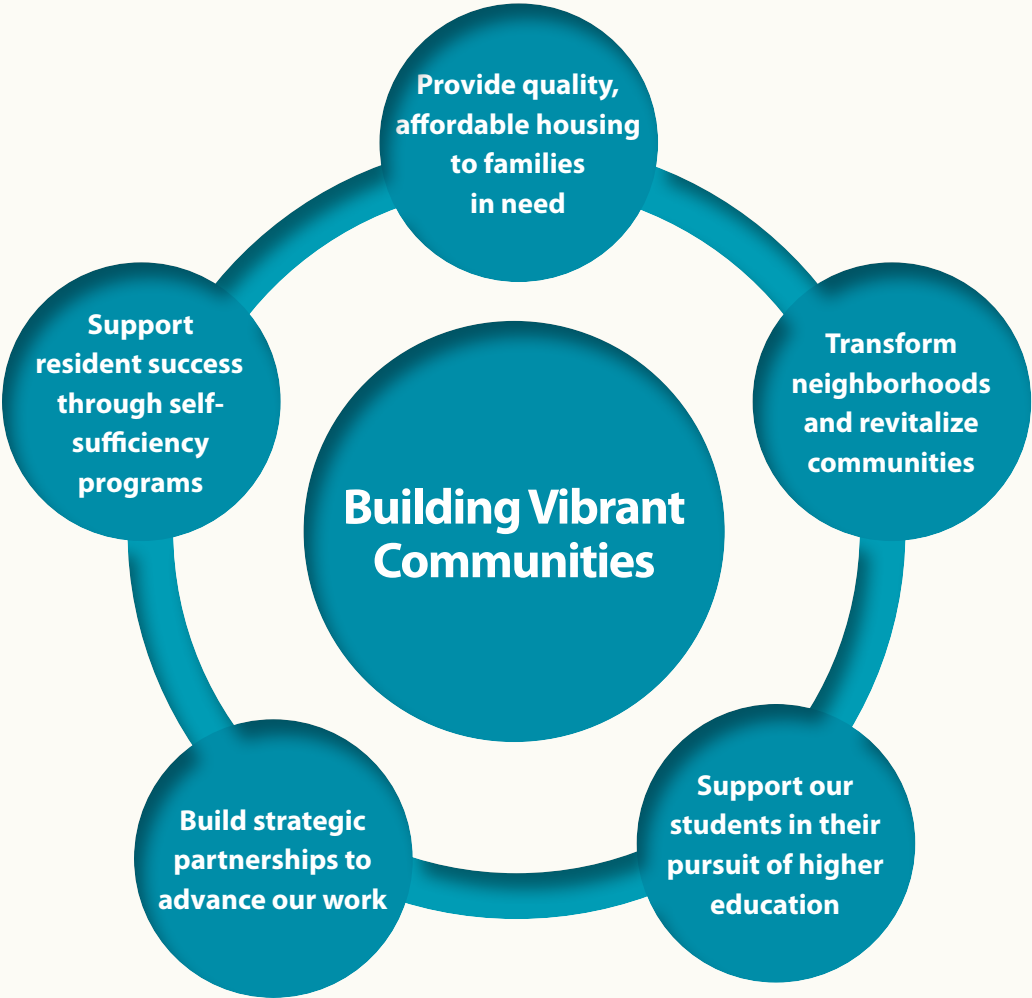 Provide quality,
affordable housing
to families
in need
Transform
neighborhoods
and revitalize
communities
Support our
students in their
pursuit of higher
education
Build strategic
partnerships to
advance our work
Support
resident success
through self-
sufficiency
programs
Building Vibrant
Communities